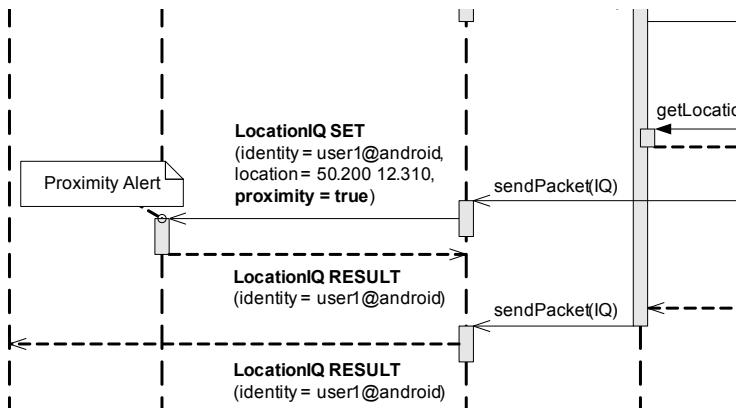 getLocatio
LocationIQ SET
(identity = user1@android,
location = 50.200 12.310,
proximity = true)
Proximity Alert
sendPacket(IQ)
LocationIQ RESULT
(identity = user1@android)
sendPacket(IQ)
LocationIQ RESULT
(identity = user1@android)